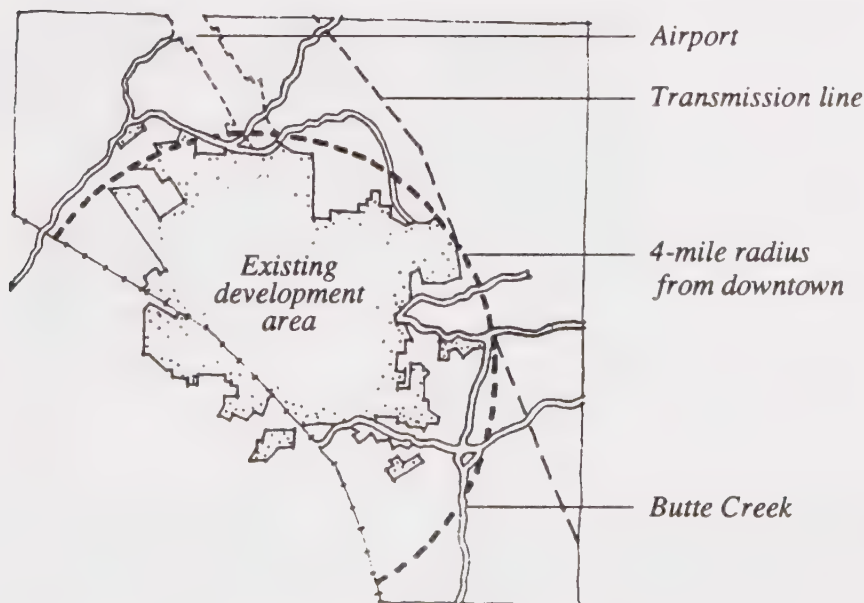 Airport
Transmission line
4-mile radius
from downtown
Existing
development
area
Butte Creek